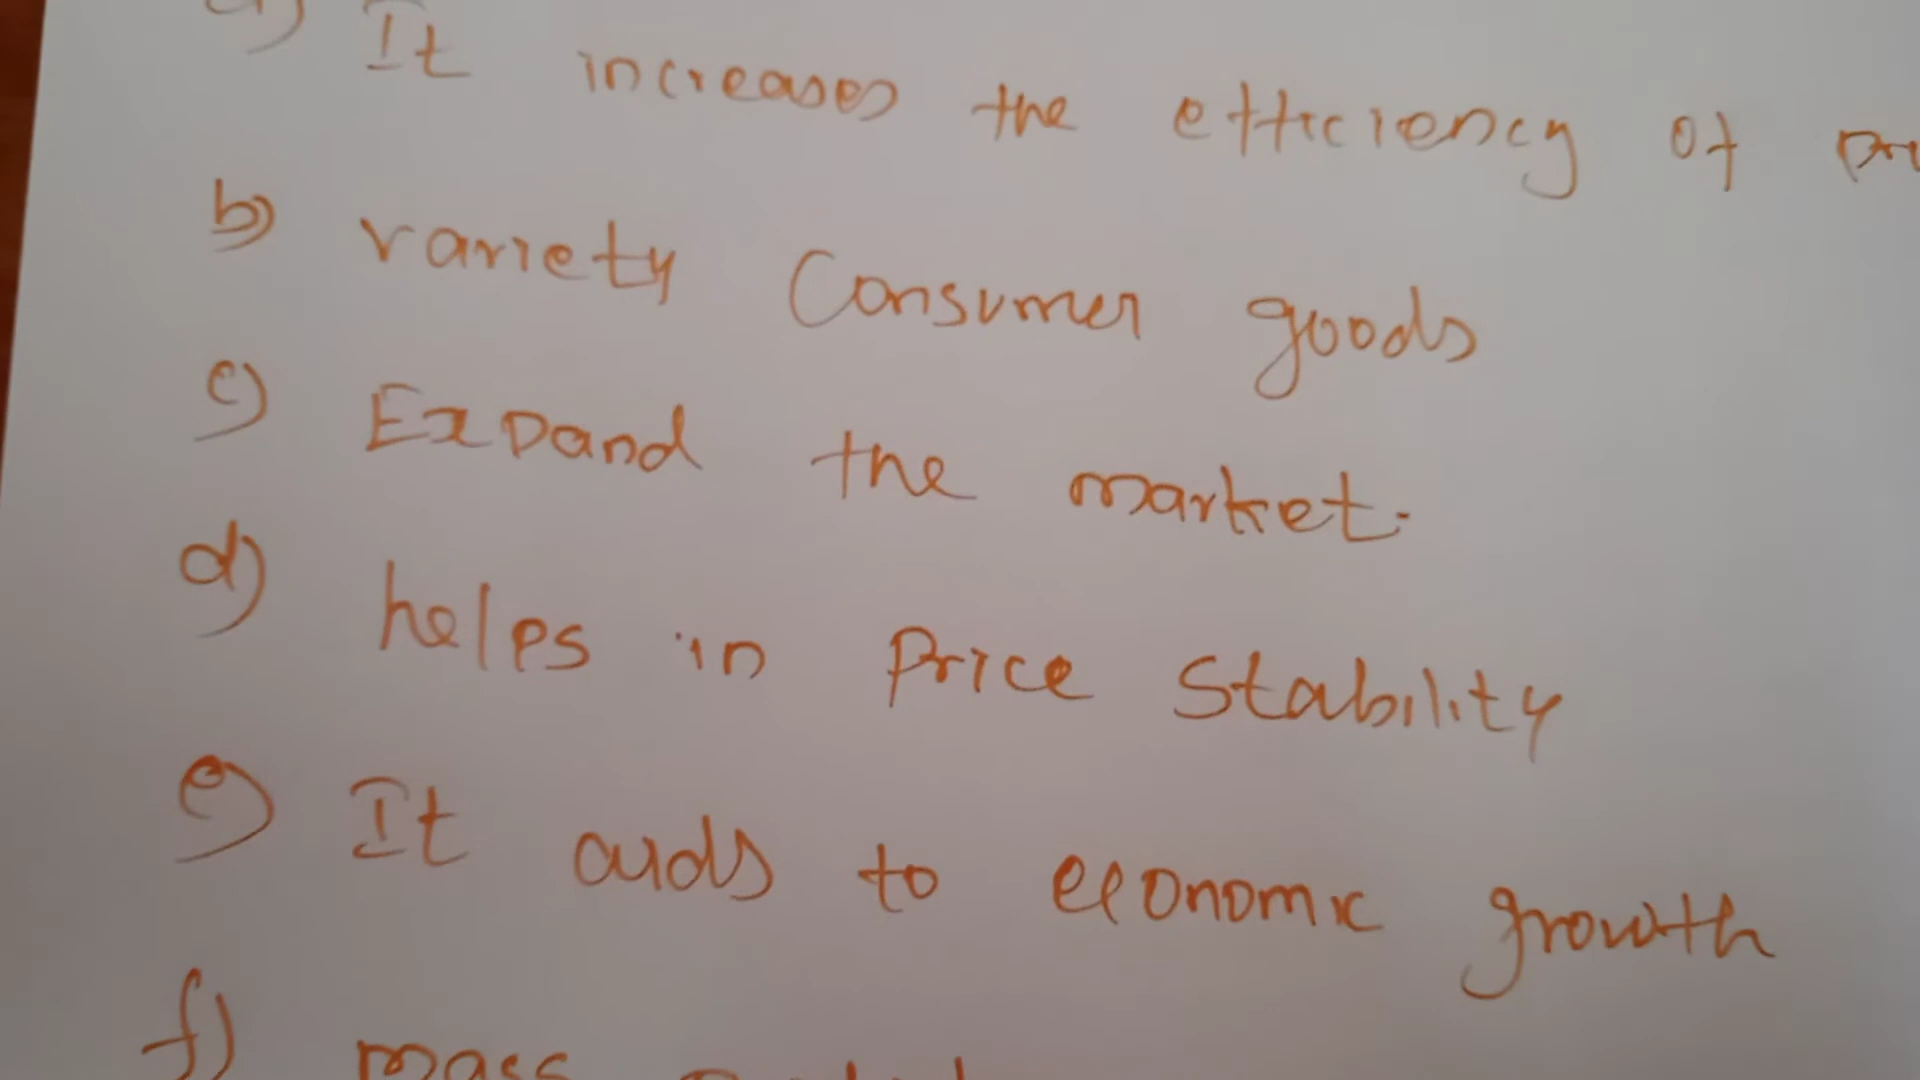 It increases the efficiency of
b) variety Consumer goods
c) Expand the market.
d) helps in Price Stability
e) It aids to economic growth
f) mass